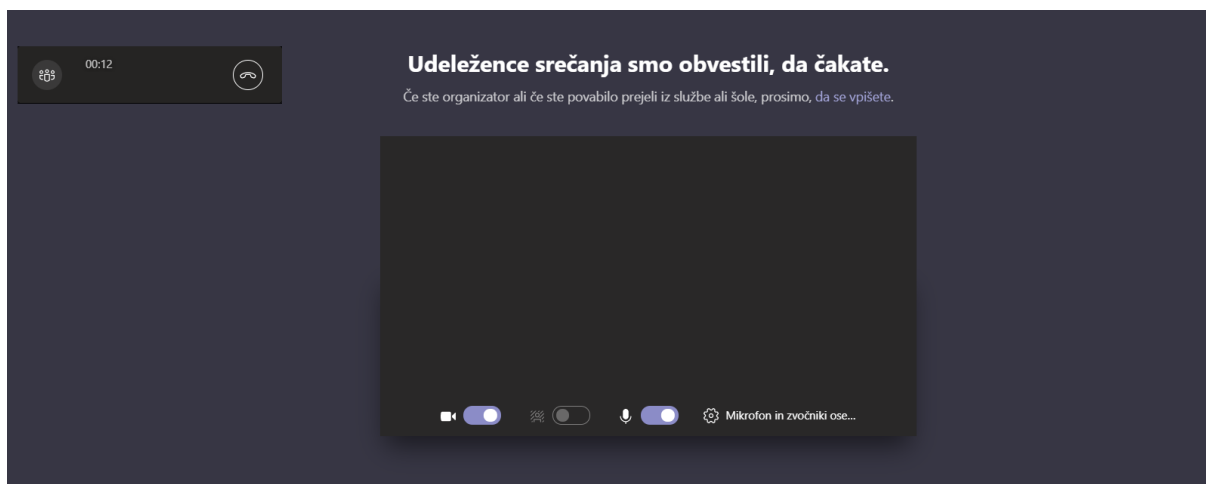 00:12
Udeležence srečanja smo obvestili, da čakate.
Če ste organizator ali če ste povabilo prejeli iz službe ali šole, prosimo, da se vpišete.
Mikrofon in zvočniki ose...